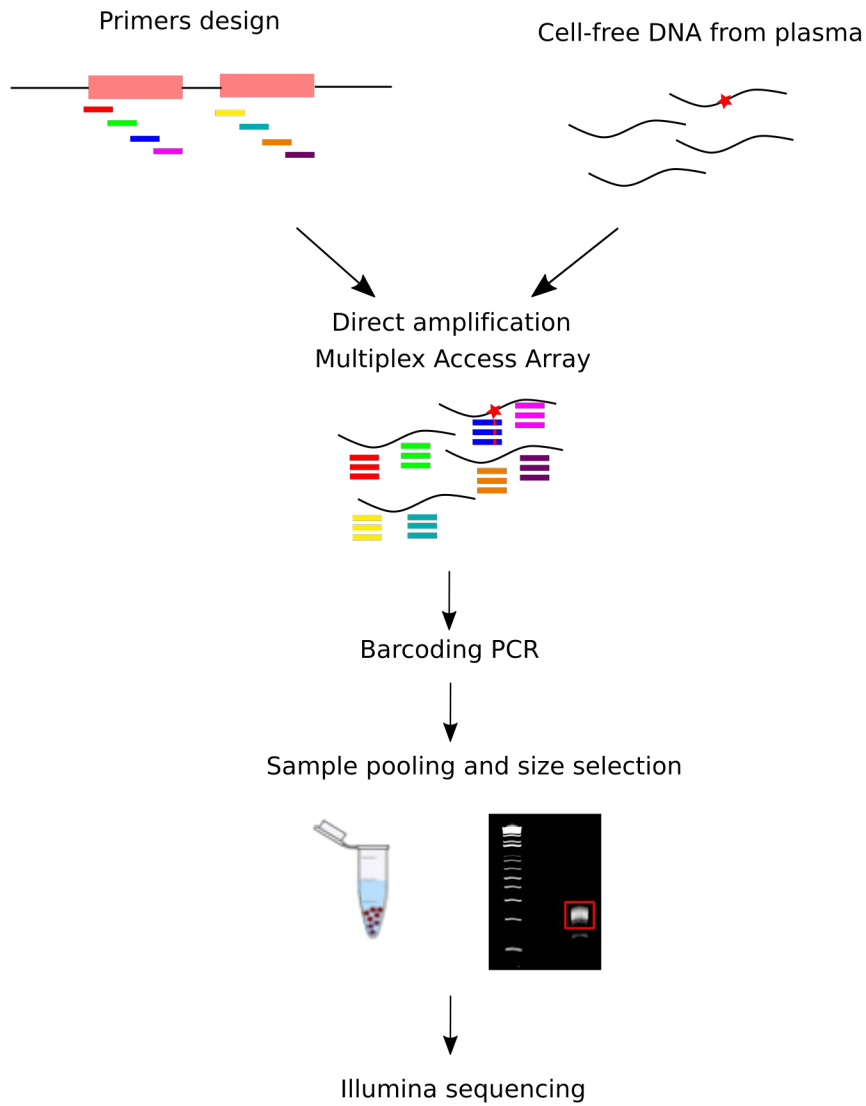 Primers design
Cell-free DNA from plasma
Direct amplification
Multiplex Access Array
Barcoding PCR
Sample pooling and size selection
Illumina sequencing